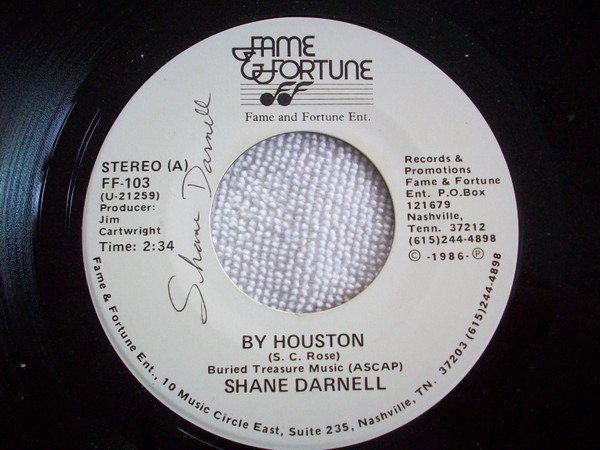 FAME
& FORTUNE
FF
Fame and Fortune Ent.
STEREO (A)
FF-103
(U-21259)
Producer:
Jim
Cartwright
Time: 2:34
Shane Darnell
Records &
Promotions
Fame & Fortune
Ent. P.O.Box
121679
Nashville,
Tenn. 37212
(615)244-4898
© -1986- ℗
BY HOUSTON
(S. C. Rose)
Buried Treasure Music (ASCAP)
SHANE DARNELL
Fame & Fortune Ent., 10 Music Circle East, Suite 235, Nashville, TN. 37203 (615)244-4898